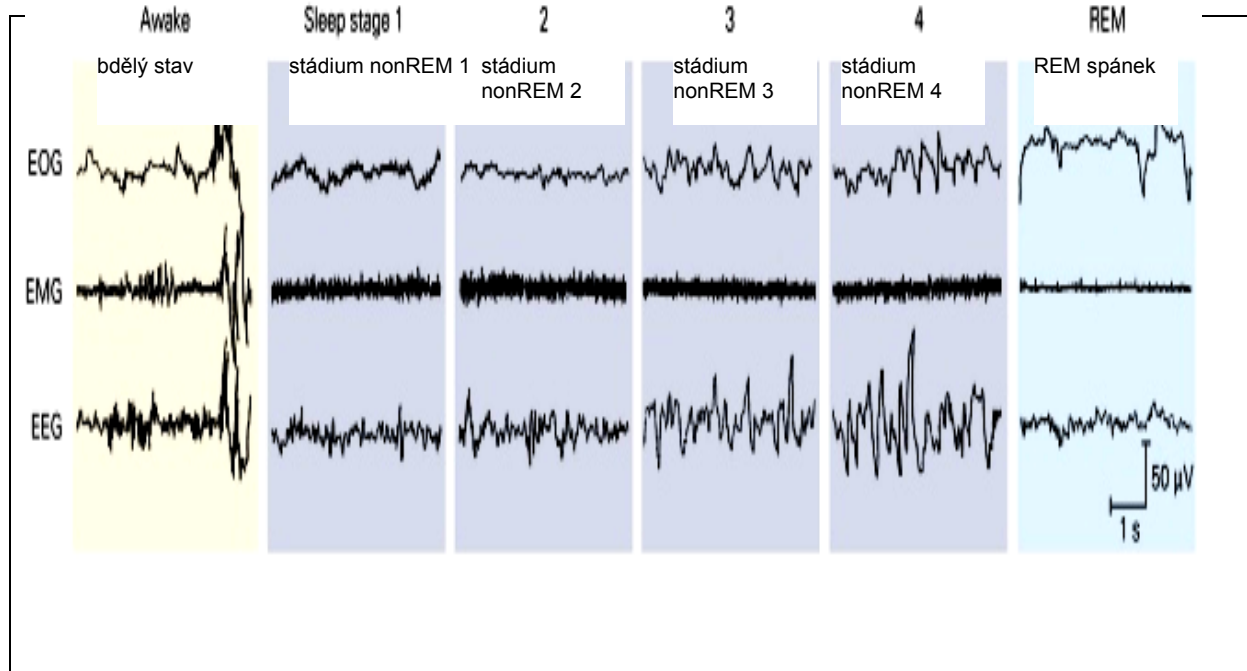 Awake Sleep stage 1 2 3 4 REM
bdělý stav stádium nonREM 1 stádium stádium stádium REM spánek
nonREM 2 nonREM 3 nonREM 4
EOG
EMG
EEG
50 µV
1 s